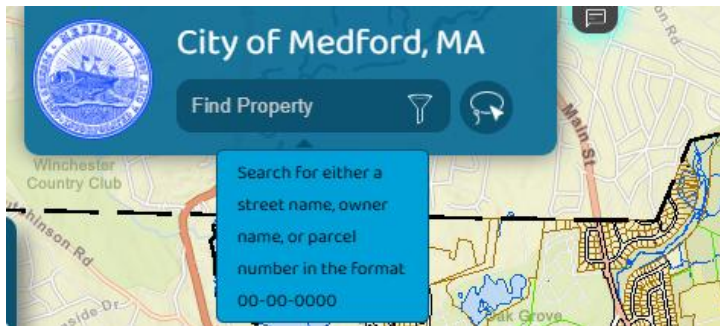 City of Medford, MA
Find Property
Search for either a
street name, owner
name, or parcel
number in the format
00-00-0000
Winchester
Country Club
Main St
Oak Grove